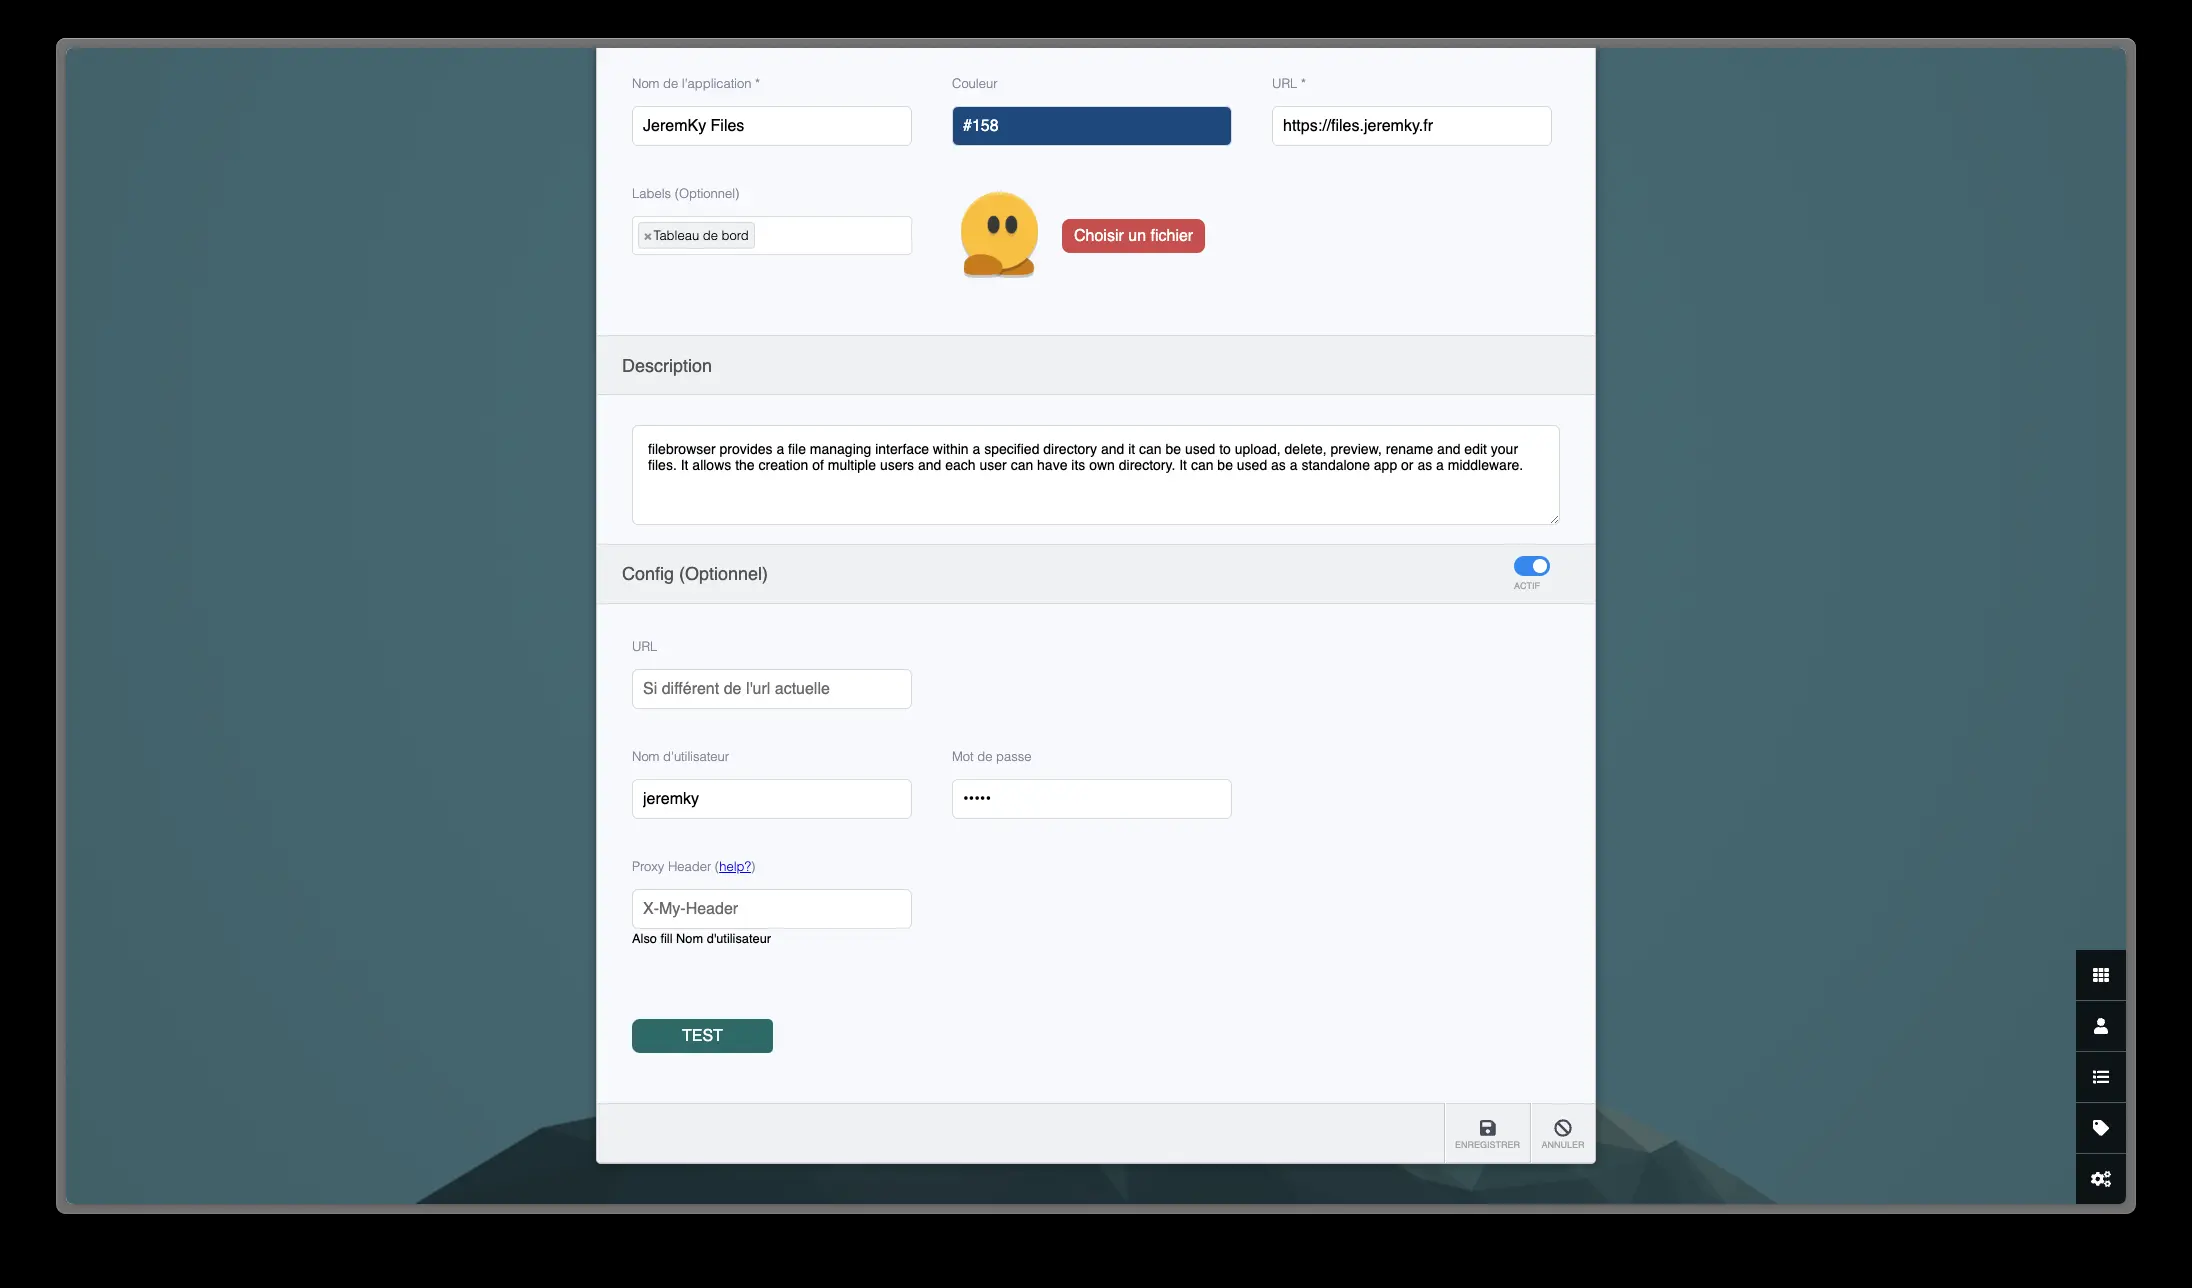 Nom de l'application *
Couleur
URL *
JeremKy Files
#158
https://files.jeremky.fr
Labels (Optionnel)
×Tableau de bord
Choisir un fichier
Description
filebrowser provides a file managing interface within a specified directory and it can be used to upload, delete, preview, rename and edit your
files. It allows the creation of multiple users and each user can have its own directory. It can be used as a standalone app or as a middleware.
Config (Optionnel)
ACTIF
URL
Si différent de l'url actuelle
Nom d'utilisateur
Mot de passe
jeremky
•••••
Proxy Header (help?)
X-My-Header
Also fill Nom d'utilisateur
TEST
ENREGISTRER
ANNULER